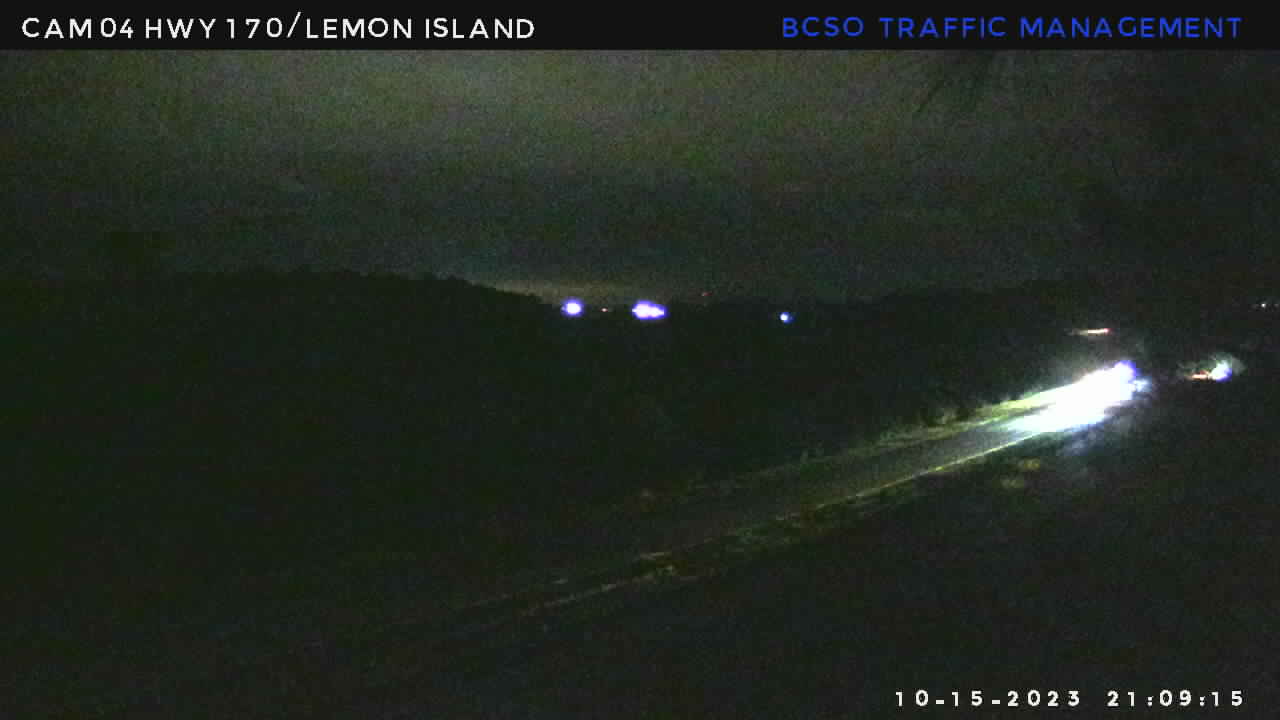 CAM04 HWY 170/LEMON ISLAND
BCSO TRAFFIC MANAGEMENT
10-15-2023 21:09:15